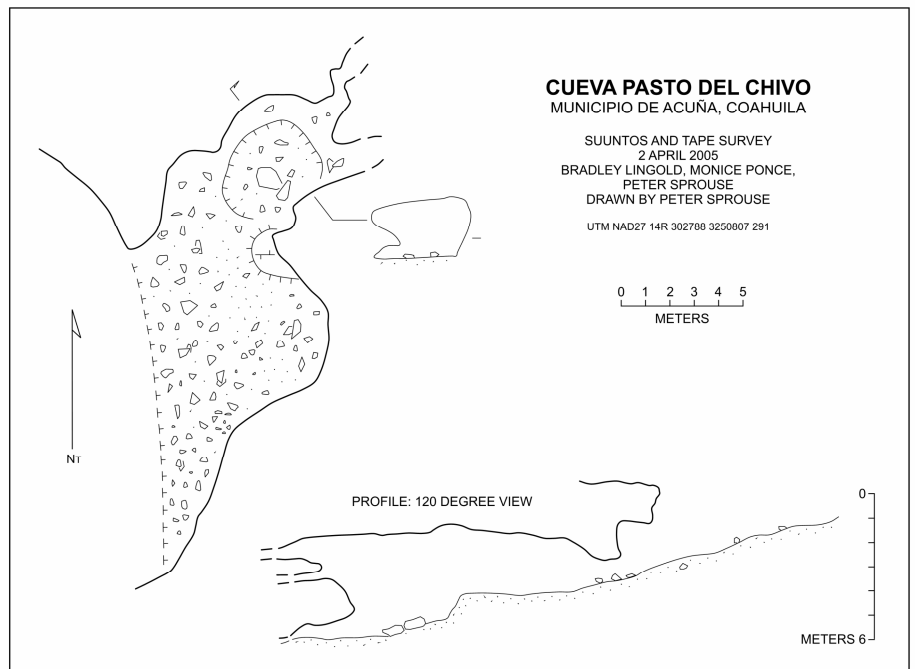 CUEVA PASTO DEL CHIVO
MUNICIPIO DE ACUÑA, COAHUILA
SUUNTOS AND TAPE SURVEY
2 APRIL 2005
BRADLEY LINGOLD, MONICE PONCE,
PETER SPROUSE
DRAWN BY PETER SPROUSE
UTM NAD27 14R 302788 3250807 291
0 1 2 3 4 5
METERS
NT
PROFILE: 120 DEGREE VIEW
0
METERS 6